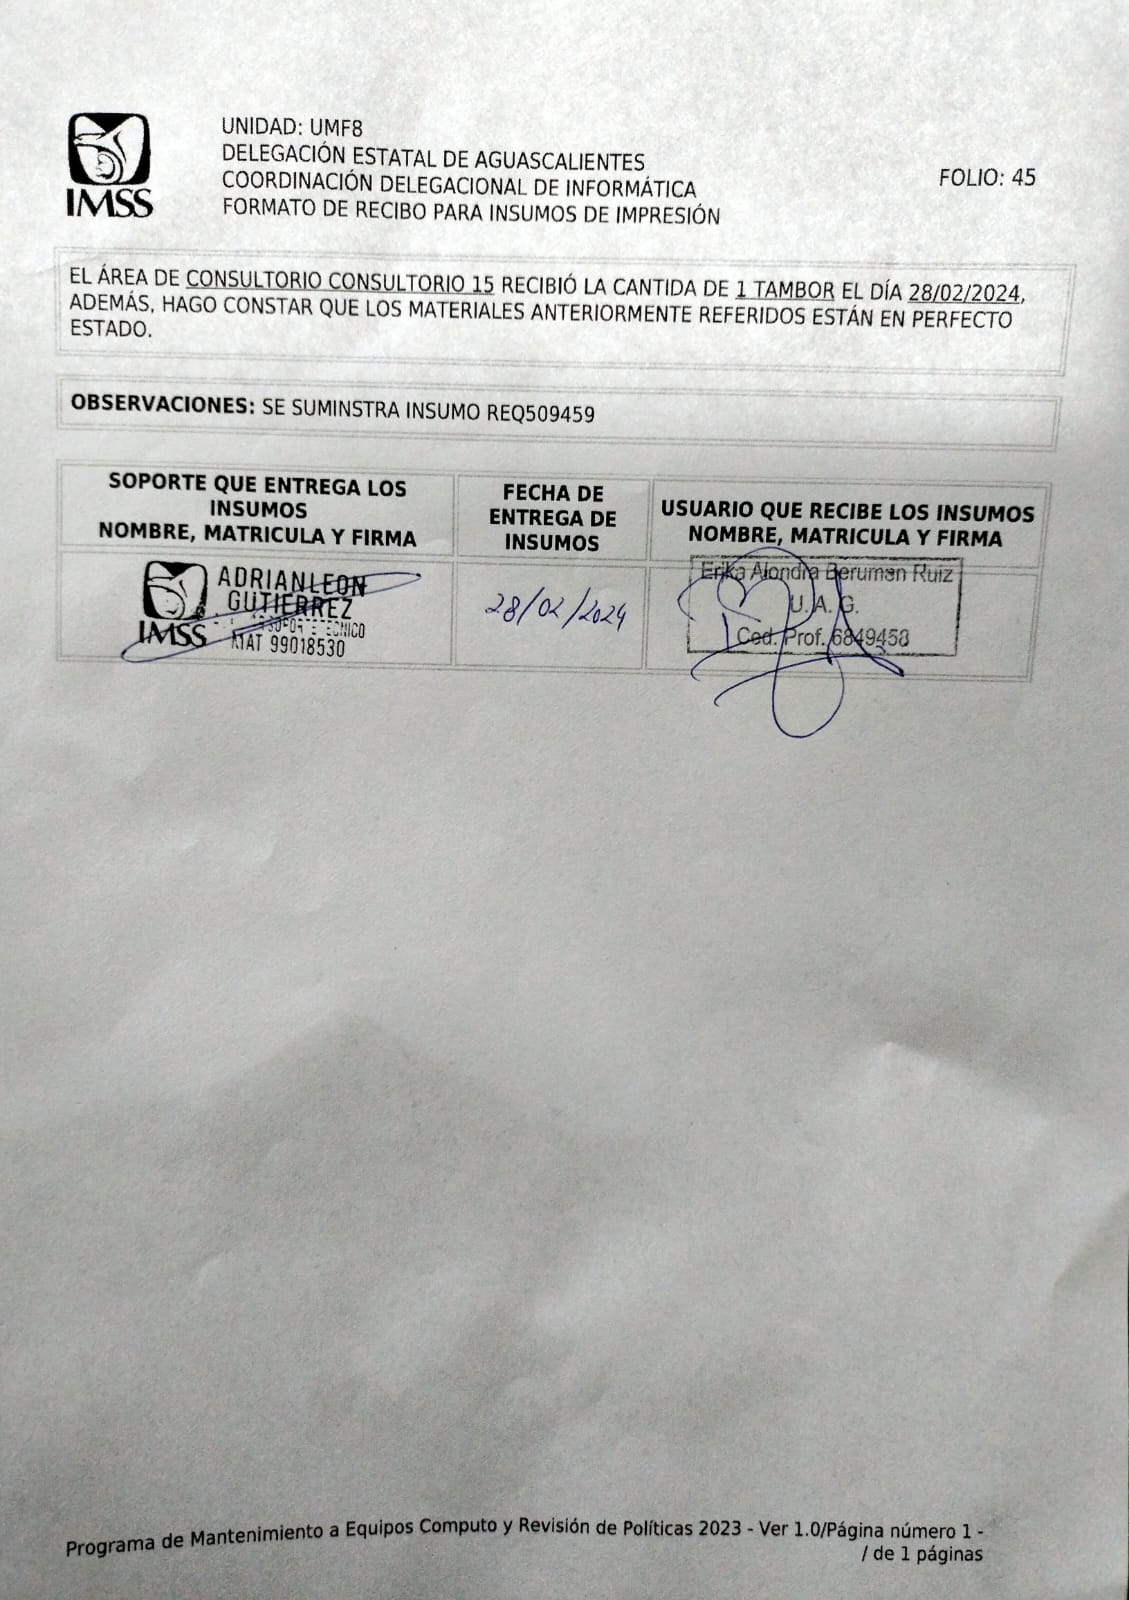 IMSS
UNIDAD: UMF8
DELEGACIÓN ESTATAL DE AGUASCALIENTES
COORDINACIÓN DELEGACIONAL DE INFORMÁTICA
FORMATO DE RECIBO PARA INSUMOS DE IMPRESIÓN
FOLIO: 45
EL ÁREA DE CONSULTORIO CONSULTORIO 15 RECIBIÓ LA CANTIDA DE 1 TAMBOR EL DÍA 28/02/2024,
ADEMÁS, HAGO CONSTAR QUE LOS MATERIALES ANTERIORMENTE REFERIDOS ESTÁN EN PERFECTO
ESTADO.
OBSERVACIONES: SE SUMINSTRA INSUMO REQ509459
SOPORTE QUE ENTREGA LOS
INSUMOS
NOMBRE, MATRICULA Y FIRMA
FECHA DE
ENTREGA DE
INSUMOS
USUARIO QUE RECIBE LOS INSUMOS
NOMBRE, MATRICULA Y FIRMA
IMSS
ADRIAN LEON
GUTIERREZ
MAT 99018530
28/02/2024
Erika Alondra Beruman Ruiz
U. A. G.
Ced. Prof. 6849458
Programa de Mantenimiento a Equipos Computo y Revisión de Políticas 2023 - Ver 1.0/Página número 1 -
/ de 1 páginas